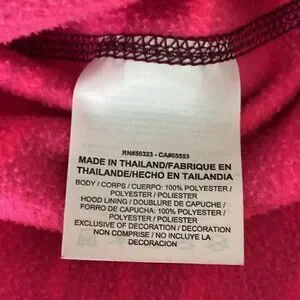 RN#56323 - CA#05553
MADE IN THAILAND/FABRIQUE EN
THAILANDE/HECHO EN TAILANDIA
BODY / CORPS / CUERPO: 100% POLYESTER /
POLYESTER / POLIESTER
HOOD LINING / DOUBLURE DE CAPUCHE /
FORRO DE CAPUCHA: 100% POLYESTER /
POLYESTER / POLIESTER
EXCLUSIVE OF DECORATION / DECORATION
NON COMPRISE / NO INCLUYE LA
DECORACION